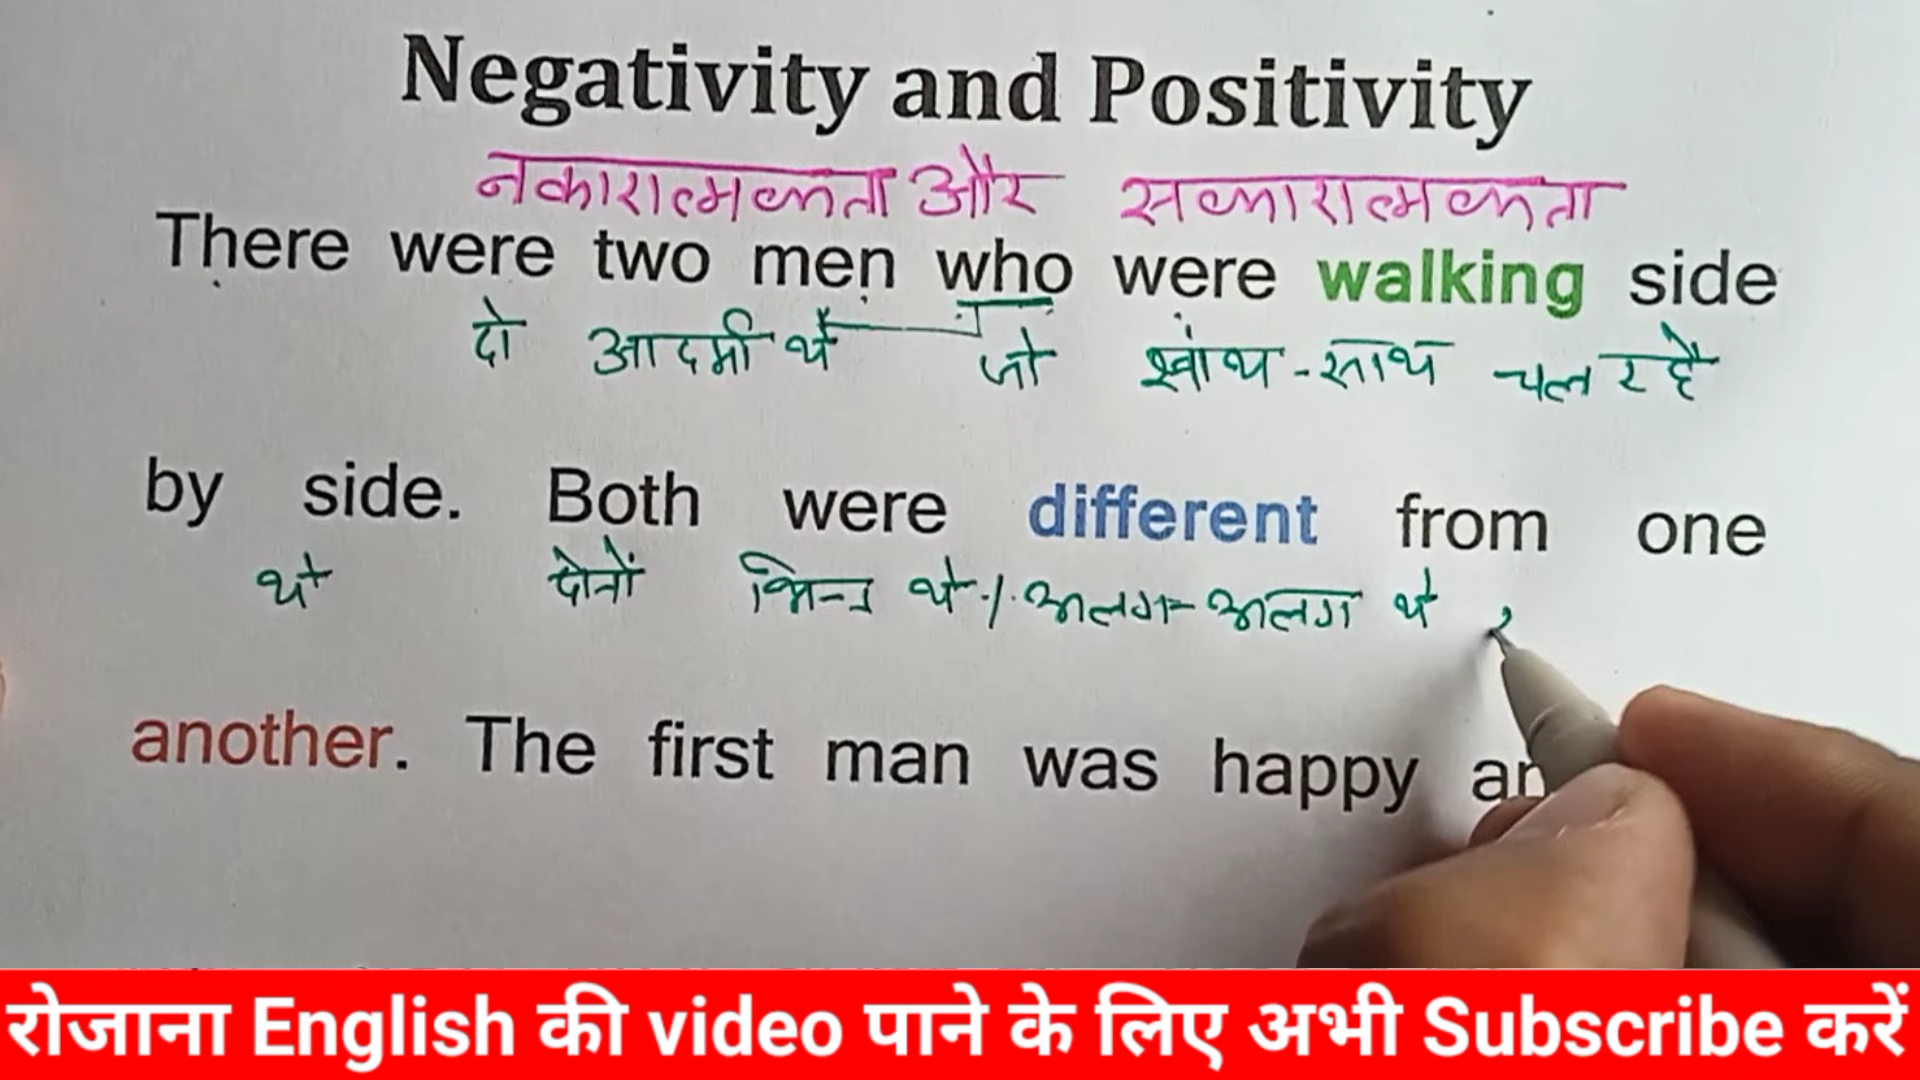 Negativity and Positivity
नकारात्मकता और सकारात्मकता
There were two men who were walking side
दो आदमी थे जो साथ-साथ चल रहे
by side. Both were different from one
थे दोनों भिन्न थे / अलग-अलग थे,
another. The first man was happy
रोजाना English की video पाने के लिए अभी Subscribe करें